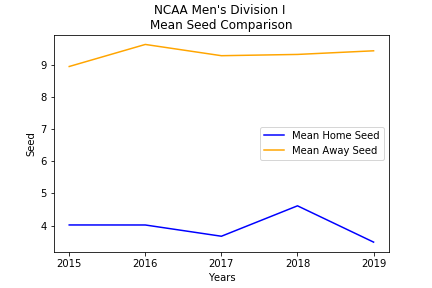 NCAA Men's Division I
Mean Seed Comparison
Seed
9
8
7
6
5
4
Mean Home Seed
Mean Away Seed
2015 2016 2017 2018 2019
Years